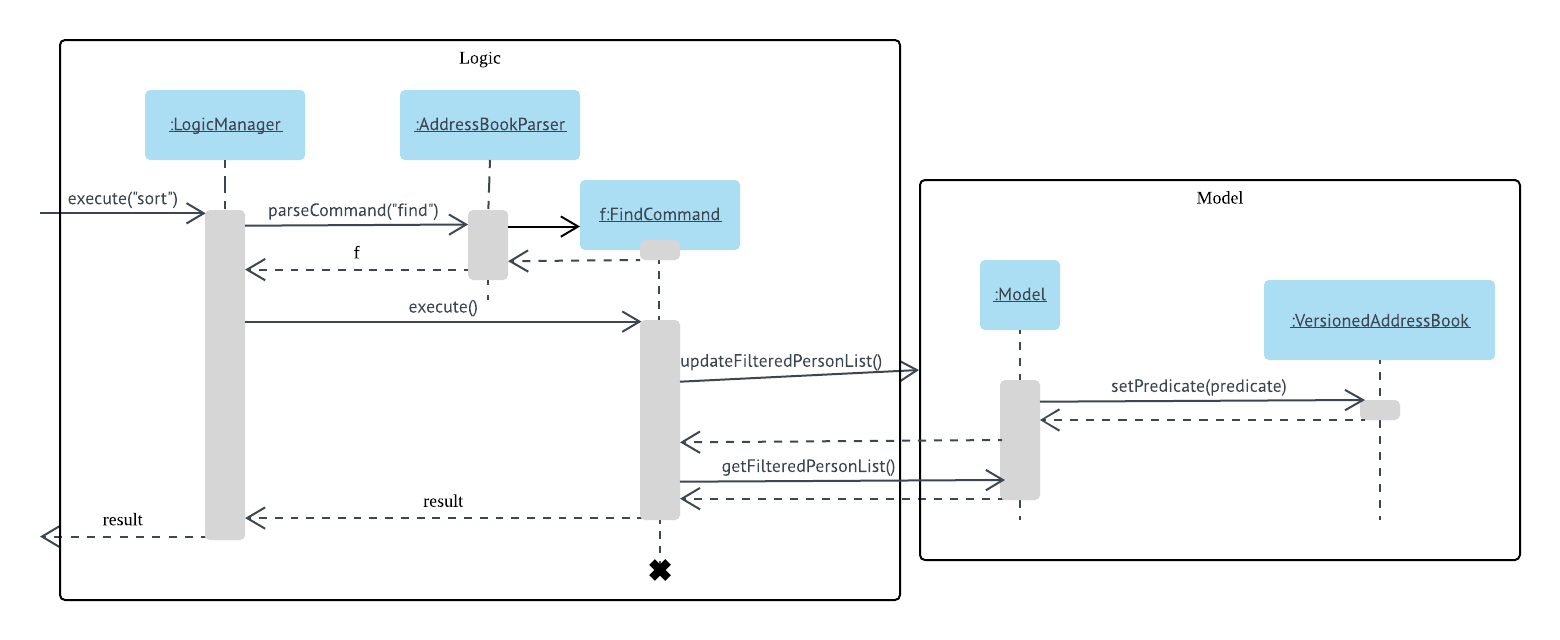 Logic
:LogicManager
:AddressBookParser
execute("sort")
parseCommand("find")
f:FindCommand
Model
f
:Model
execute()
:VersionedAddressBook
updateFilteredPersonList()
setPredicate(predicate)
getFilteredPersonList()
result
result